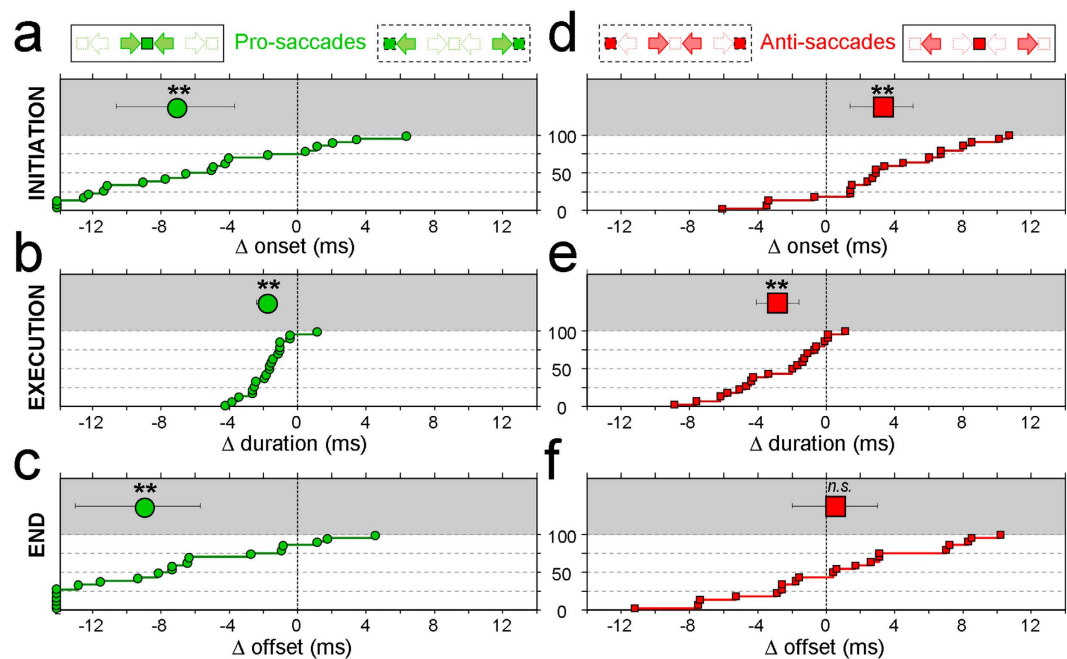 a
Pro-saccades
d
Anti-saccades
INITIATION
**
**
100
50
0
-12 -8 -4 0 4 8 12
-12 -8 -4 0 4 8 12
Δ onset (ms)
Δ onset (ms)
b
e
EXECUTION
**
**
100
50
0
-12 -8 -4 0 4 8 12
-12 -8 -4 0 4 8 12
Δ duration (ms)
Δ duration (ms)
c
f
END
**
n.s.
100
50
0
-12 -8 -4 0 4 8 12
-12 -8 -4 0 4 8 12
Δ offset (ms)
Δ offset (ms)